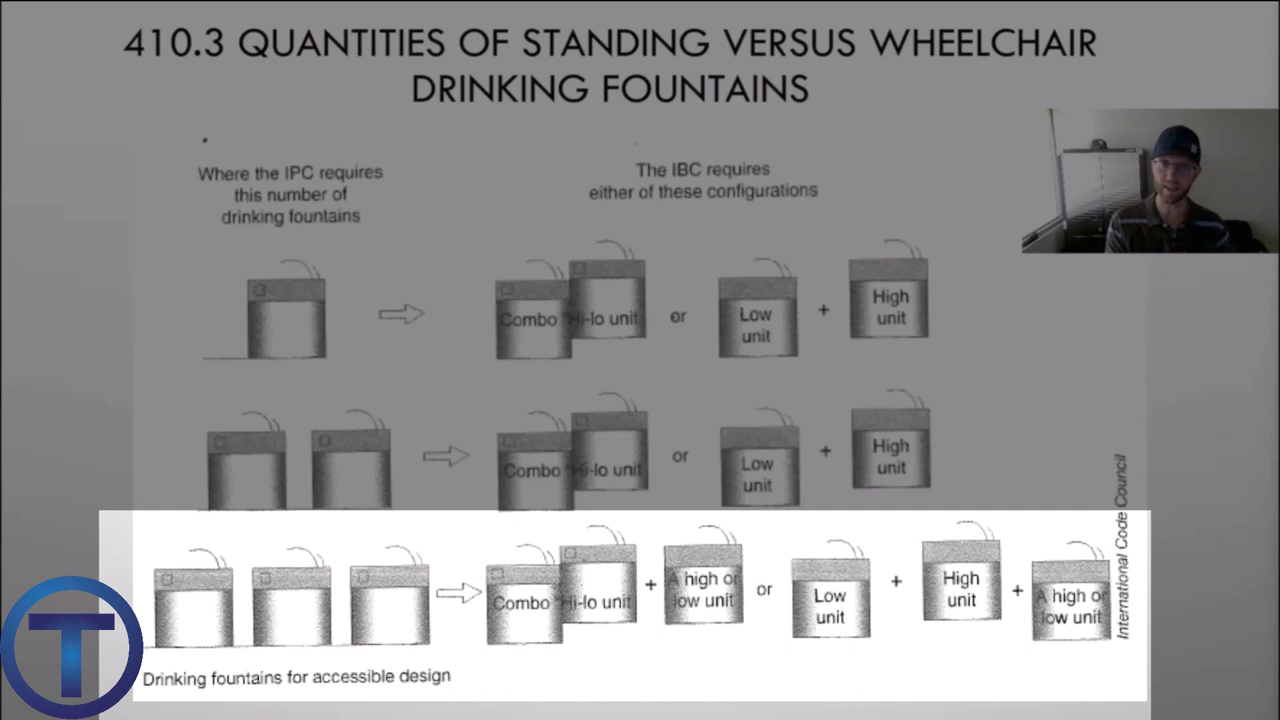 410.3 QUANTITIES OF STANDING VERSUS WHEELCHAIR
DRINKING FOUNTAINS
Where the IPC requires
this number of
drinking fountains
The IBC requires
either of these configurations
Combo "Hi-lo unit
or
Low
unit
+
High
unit
Combo "Hi-lo unit
or
Low
unit
+
High
unit
Combo Hi-lo unit
+
A high or
low unit
or
Low
unit
+
High
unit
+
A high or
low unit
International Code Council
Drinking fountains for accessible design
T